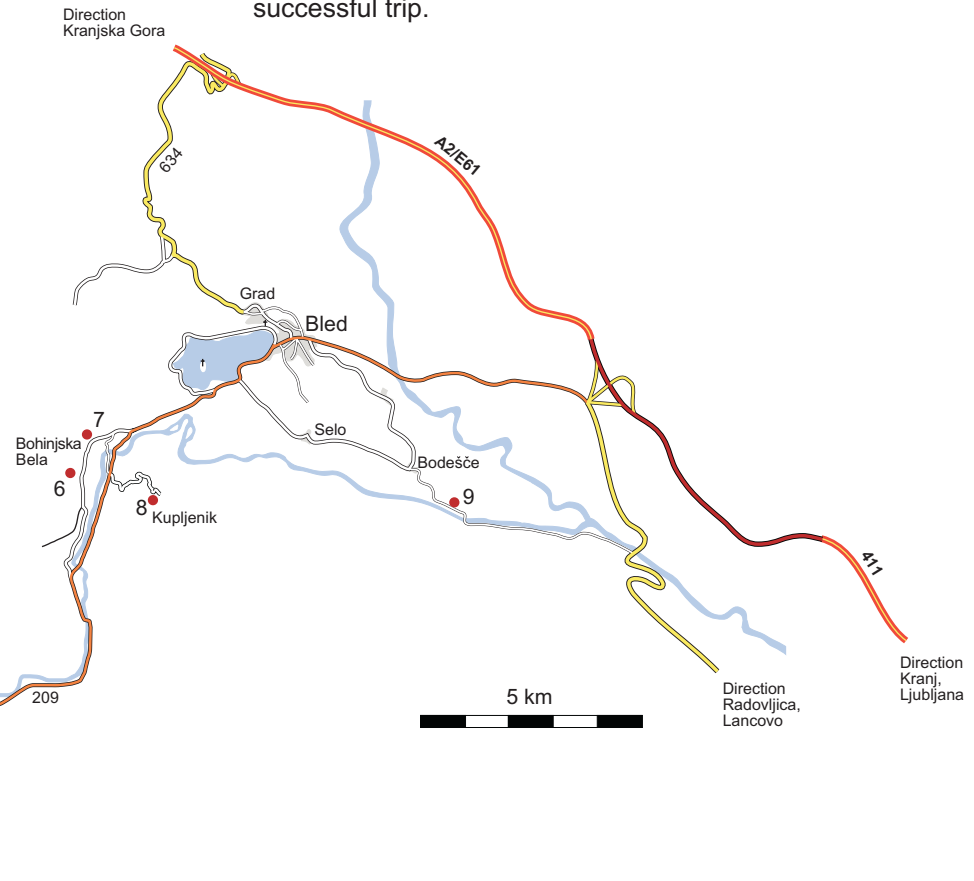 successful trip.
Direction
Kranjska Gora
A2/E61
634
Grad
Bled
7
Bohinjska
Bela
6
Selo
Bodešče
8
Kupljenik
9
411
209
5 km
Direction
Kranj,
Ljubljana
Direction
Radovljica,
Lancovo